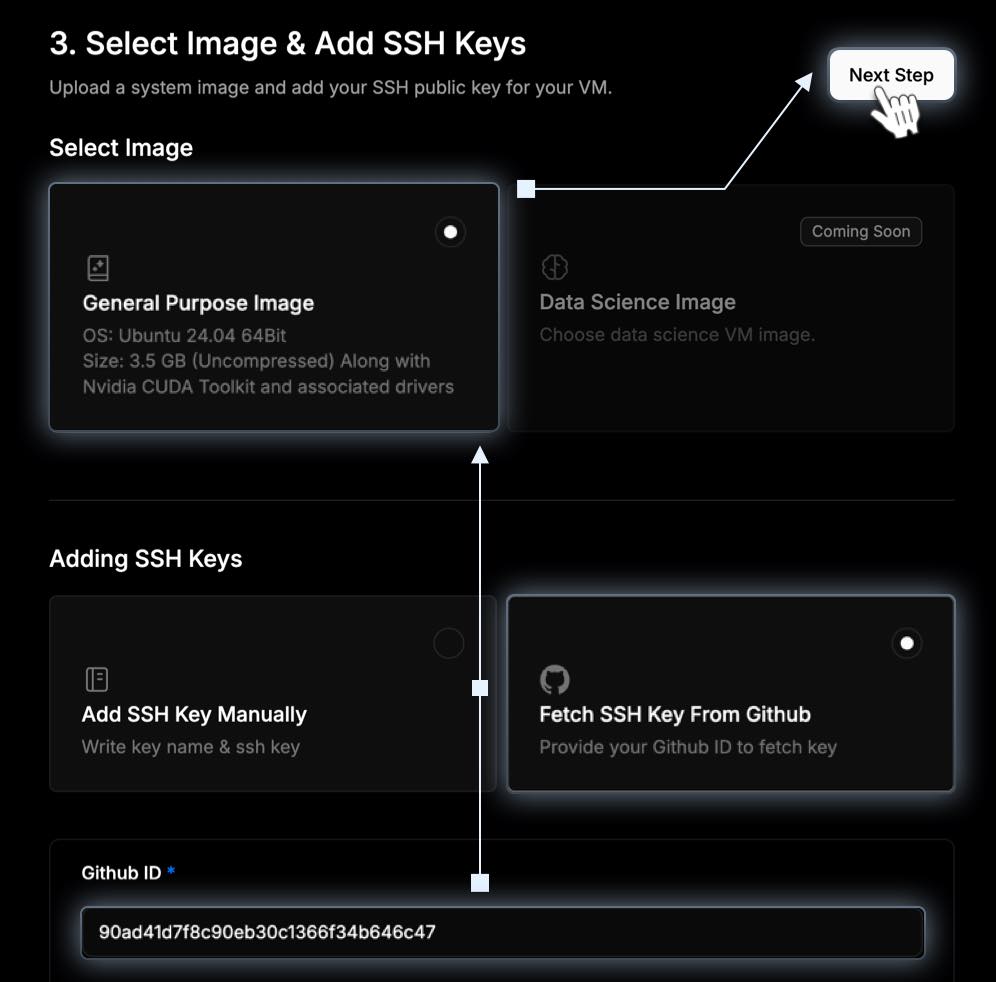 3. Select Image & Add SSH Keys
Next Step
Upload a system image and add your SSH public key for your VM.
Select Image
Coming Soon
General Purpose Image
OS: Ubuntu 24.04 64Bit
Size: 3.5 GB (Uncompressed) Along with
Nvidia CUDA Toolkit and associated drivers
Data Science Image
Choose data science VM image.
Adding SSH Keys
Add SSH Key Manually
Write key name & ssh key
Fetch SSH Key From Github
Provide your Github ID to fetch key
Github ID *
90ad41d7f8c90eb30c1366f34b646c47